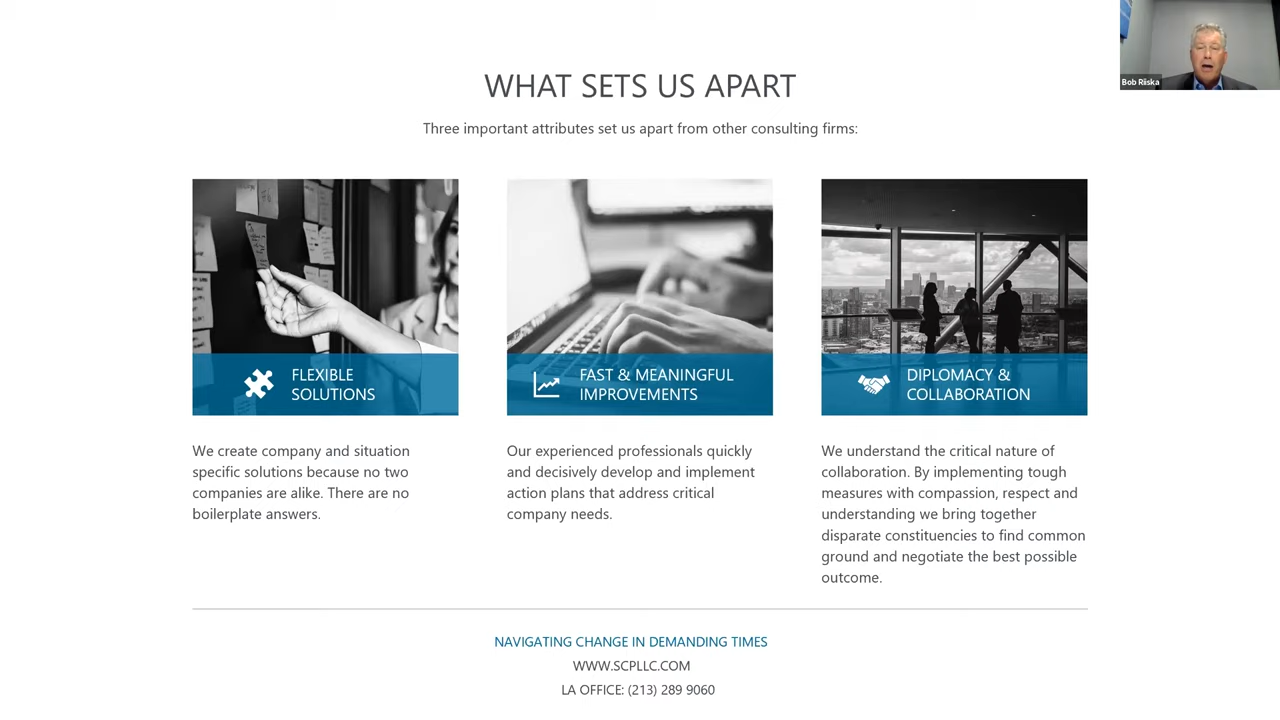 WHAT SETS US APART
Three important attributes set us apart from other consulting firms:
Bob Riska
FLEXIBLE
SOLUTIONS
We create company and situation
specific solutions because no two
companies are alike. There are no
boilerplate answers.
FAST & MEANINGFUL
IMPROVEMENTS
Our experienced professionals quickly
and decisively develop and implement
action plans that address critical
company needs.
DIPLOMACY &
COLLABORATION
We understand the critical nature of
collaboration. By implementing tough
measures with compassion, respect and
understanding we bring together
disparate constituencies to find common
ground and negotiate the best possible
outcome.
NAVIGATING CHANGE IN DEMANDING TIMES
WWW.SCPLLC.COM
LA OFFICE: (213) 289 9060